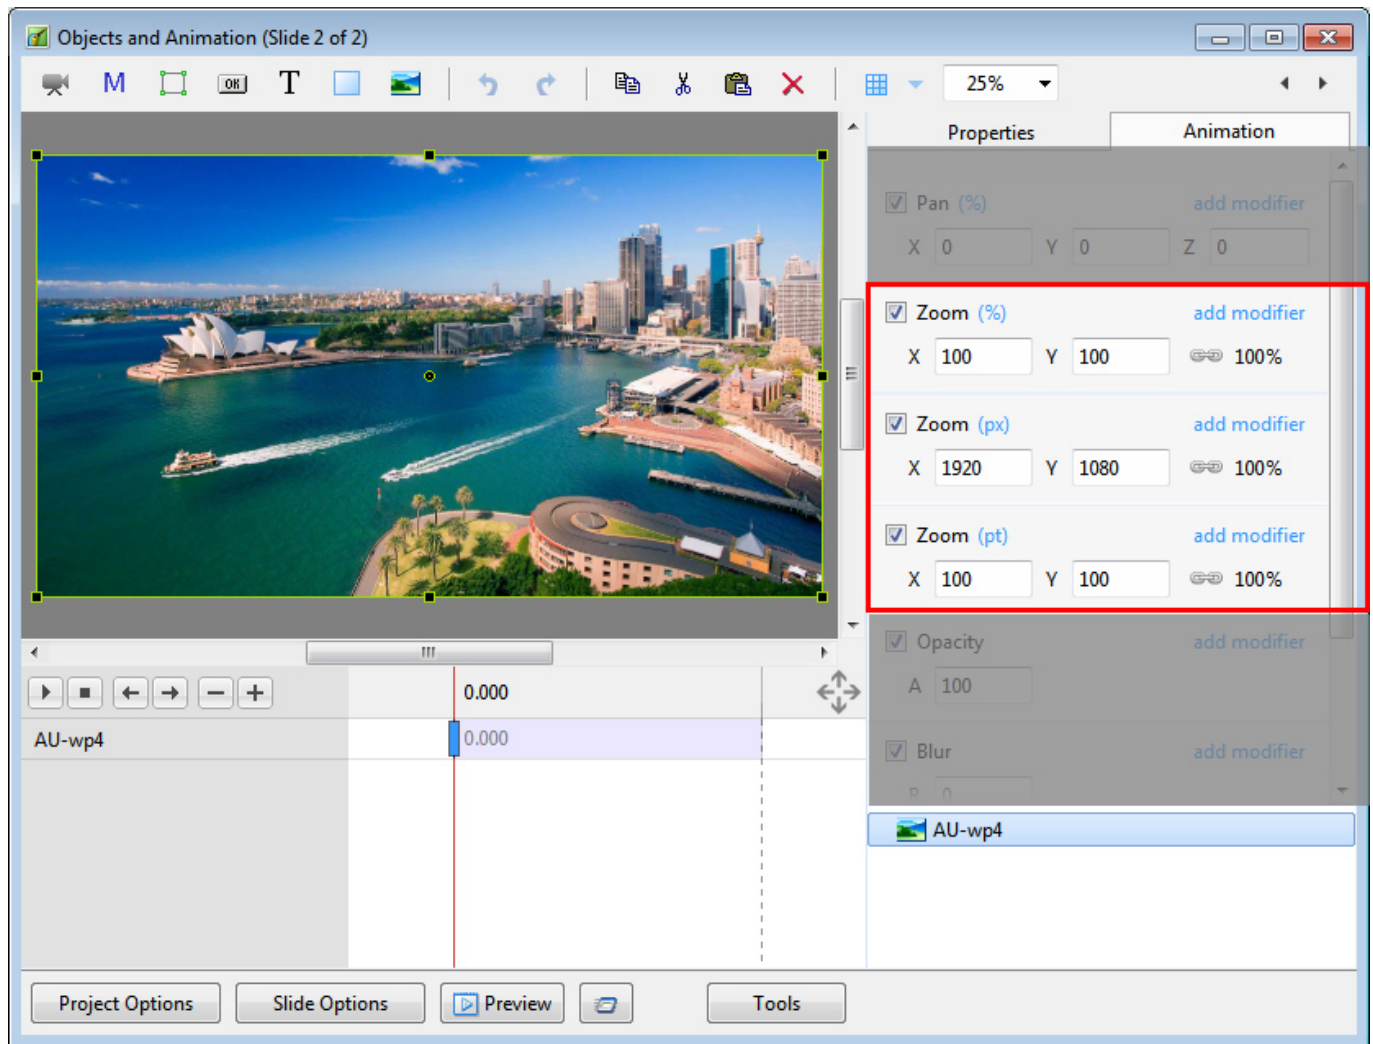 Objects and Animation (Slide 2 of 2)
M OK T 25%
Properties Animation
Pan (%) add modifier
X 0 Y 0 Z 0
Zoom (%) add modifier
X 100 Y 100 100%
Zoom (px) add modifier
X 1920 Y 1080 100%
Zoom (pt) add modifier
X 100 Y 100 100%
Opacity add modifier
A 100
Blur add modifier
R 0
0.000
AU-wp4 0.000
AU-wp4
Project Options Slide Options Preview Tools